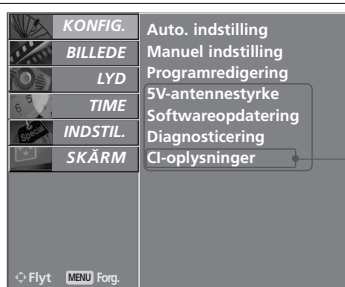 KONFIG.
BILLEDE
LYD
TIME
INDSTIL.
SKĂRM
Auto. indstilling
Manuel indstilling
Programredigering
5V-antennestyrke
Softwareopdatering
Diagnosticering
CI-oplysninger
Flyt MENU Forg.